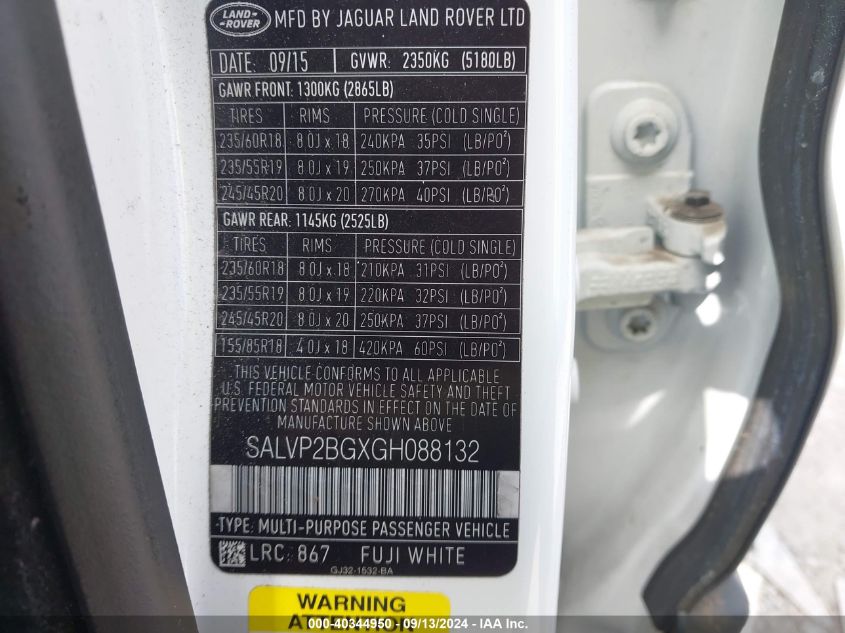 LAND-
-ROVER
MFD BY JAGUAR LAND ROVER LTD
DATE: 09/15 GVWR: 2350KG (5180LB)
GAWR FRONT: 1300KG (2865LB)
TIRES RIMS PRESSURE (COLD SINGLE)
235/60R18 8.0J x 18 240KPA 35PSI (LB/PO²)
235/55R19 8.0J x 19 250KPA 37PSI (LB/PO²)
245/45R20 8.0J x 20 270KPA 40PSI (LB/PO²)
GAWR REAR: 1145KG (2525LB)
TIRES RIMS PRESSURE (COLD SINGLE)
235/60R18 8.0J x 18 210KPA 31PSI (LB/PO²)
235/55R19 8.0J x 19 220KPA 32PSI (LB/PO²)
245/45R20 8.0J x 20 250KPA 37PSI (LB/PO²)
155/85R18 4.0J x 18 420KPA 60PSI (LB/PO²)
THIS VEHICLE CONFORMS TO ALL APPLICABLE
U.S. FEDERAL MOTOR VEHICLE SAFETY AND THEFT
PREVENTION STANDARDS IN EFFECT ON THE DATE OF
MANUFACTURE SHOWN ABOVE
SALVP2BGXGH088132
TYPE: MULTI-PURPOSE PASSENGER VEHICLE
LRC: 867 FUJI WHITE
GJ32-1532-BA
WARNING
ATTENTION
000-40344950 - 09/13/2024 - IAA Inc.